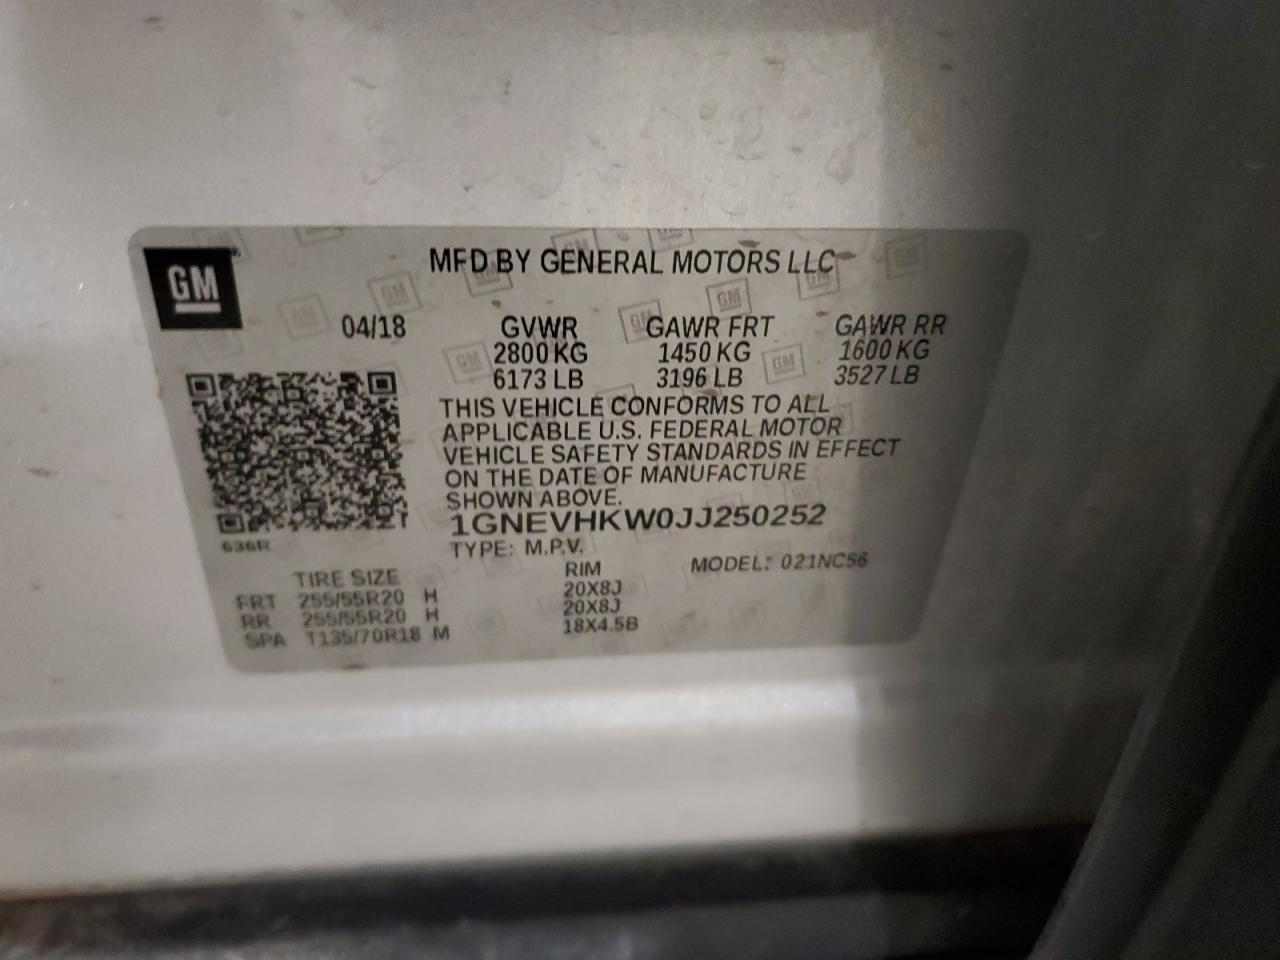 GM
MFD BY GENERAL MOTORS LLC
04/18 GVWR GAWR FRT GAWR RR
2800 KG 1450 KG 1600 KG
6173 LB 3196 LB 3527 LB
THIS VEHICLE CONFORMS TO ALL
APPLICABLE U.S. FEDERAL MOTOR
VEHICLE SAFETY STANDARDS IN EFFECT
ON THE DATE OF MANUFACTURE
SHOWN ABOVE.
1GNEVHKW0JJ250252
636R
TYPE: M.P.V. MODEL: 021NC56
TIRE SIZE RIM
FRT 255/55R20 H 20X8J
RR 255/55R20 H 20X8J
SPA T135/70R18 M 18X4.5B